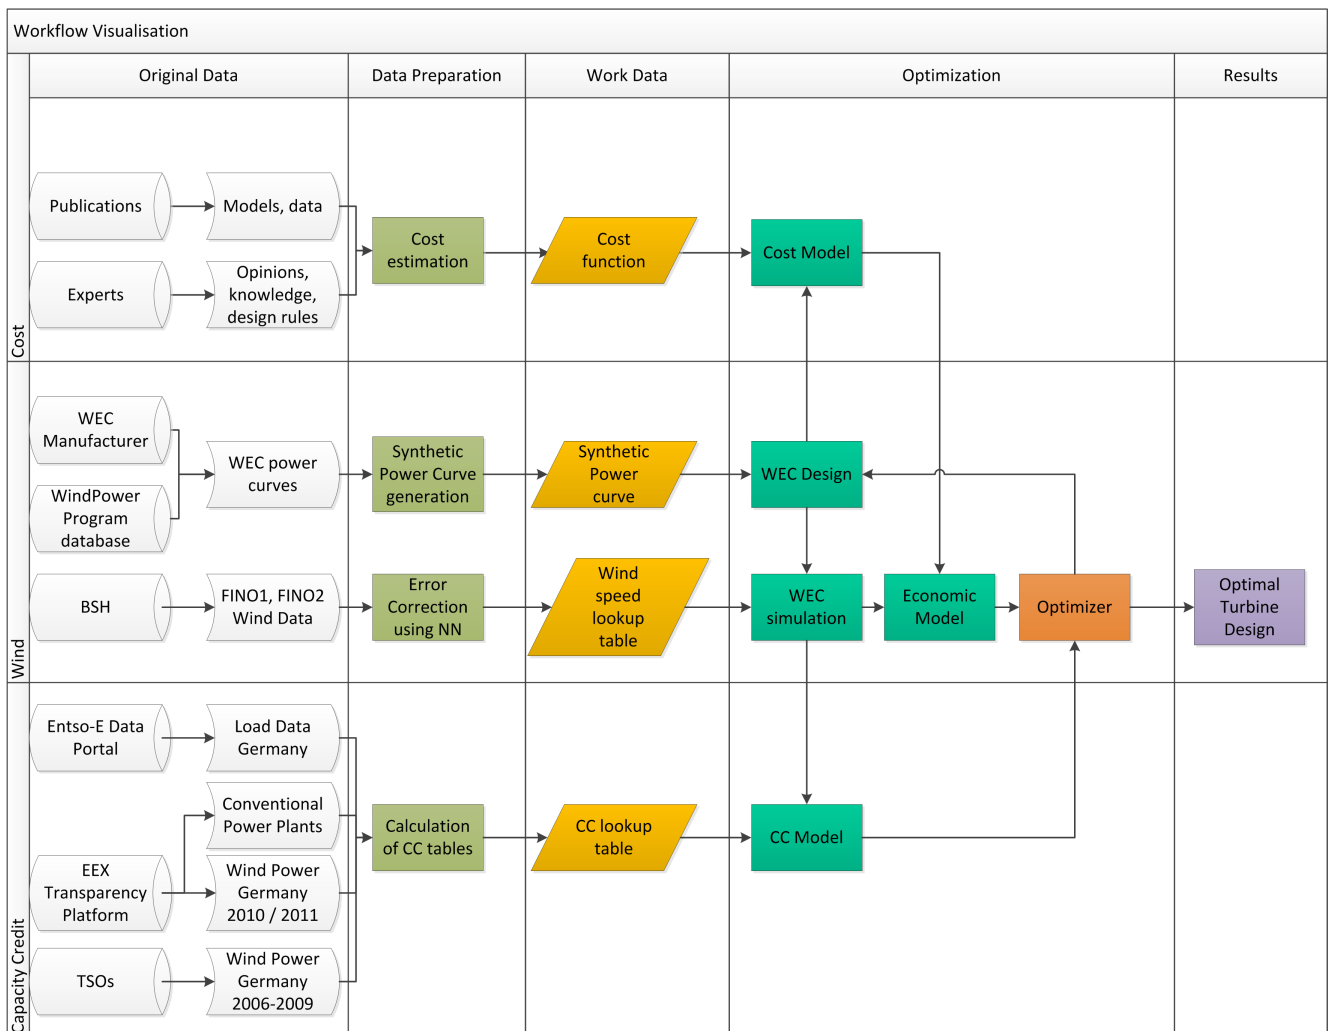 Workflow Visualisation
Original Data
Data Preparation
Work Data
Optimization
Results
Cost
Publications
Models, data
Experts
Opinions,
knowledge,
design rules
Cost
estimation
Cost
function
Cost Model
Wind
WEC
Manufacturer
WindPower
Program
database
WEC power
curves
Synthetic
Power Curve
generation
Synthetic
Power
curve
WEC Design
BSH
FINO1, FINO2
Wind Data
Error
Correction
using NN
Wind
speed
lookup
table
WEC
simulation
Economic
Model
Optimizer
Optimal
Turbine
Design
Capacity Credit
Entso-E Data
Portal
Load Data
Germany
Conventional
Power Plants
EEX
Transparency
Platform
Wind Power
Germany
2010 / 2011
TSOs
Wind Power
Germany
2006-2009
Calculation
of CC tables
CC lookup
table
CC Model